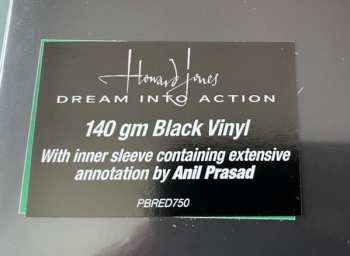 Howard Jones
DREAM INTO ACTION
140 gm Black Vinyl
With inner sleeve containing extensive
annotation by Anil Prasad
PBRED750